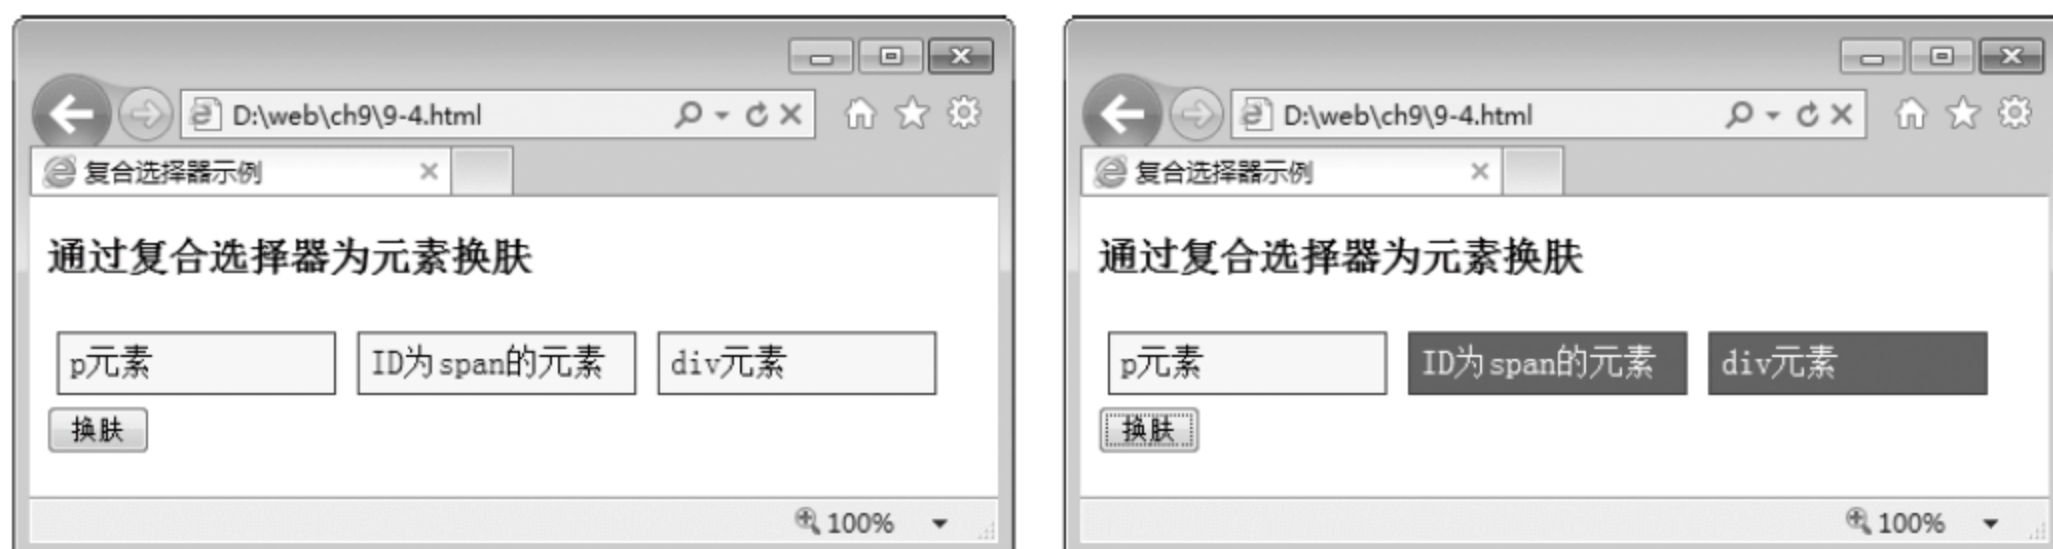 D:\web\ch9\9-4.html
复合选择器示例
通过复合选择器为元素换肤
p元素
ID为span的元素
div元素
换肤
100%
D:\web\ch9\9-4.html
复合选择器示例
通过复合选择器为元素换肤
p元素
ID为span的元素
div元素
换肤
100%